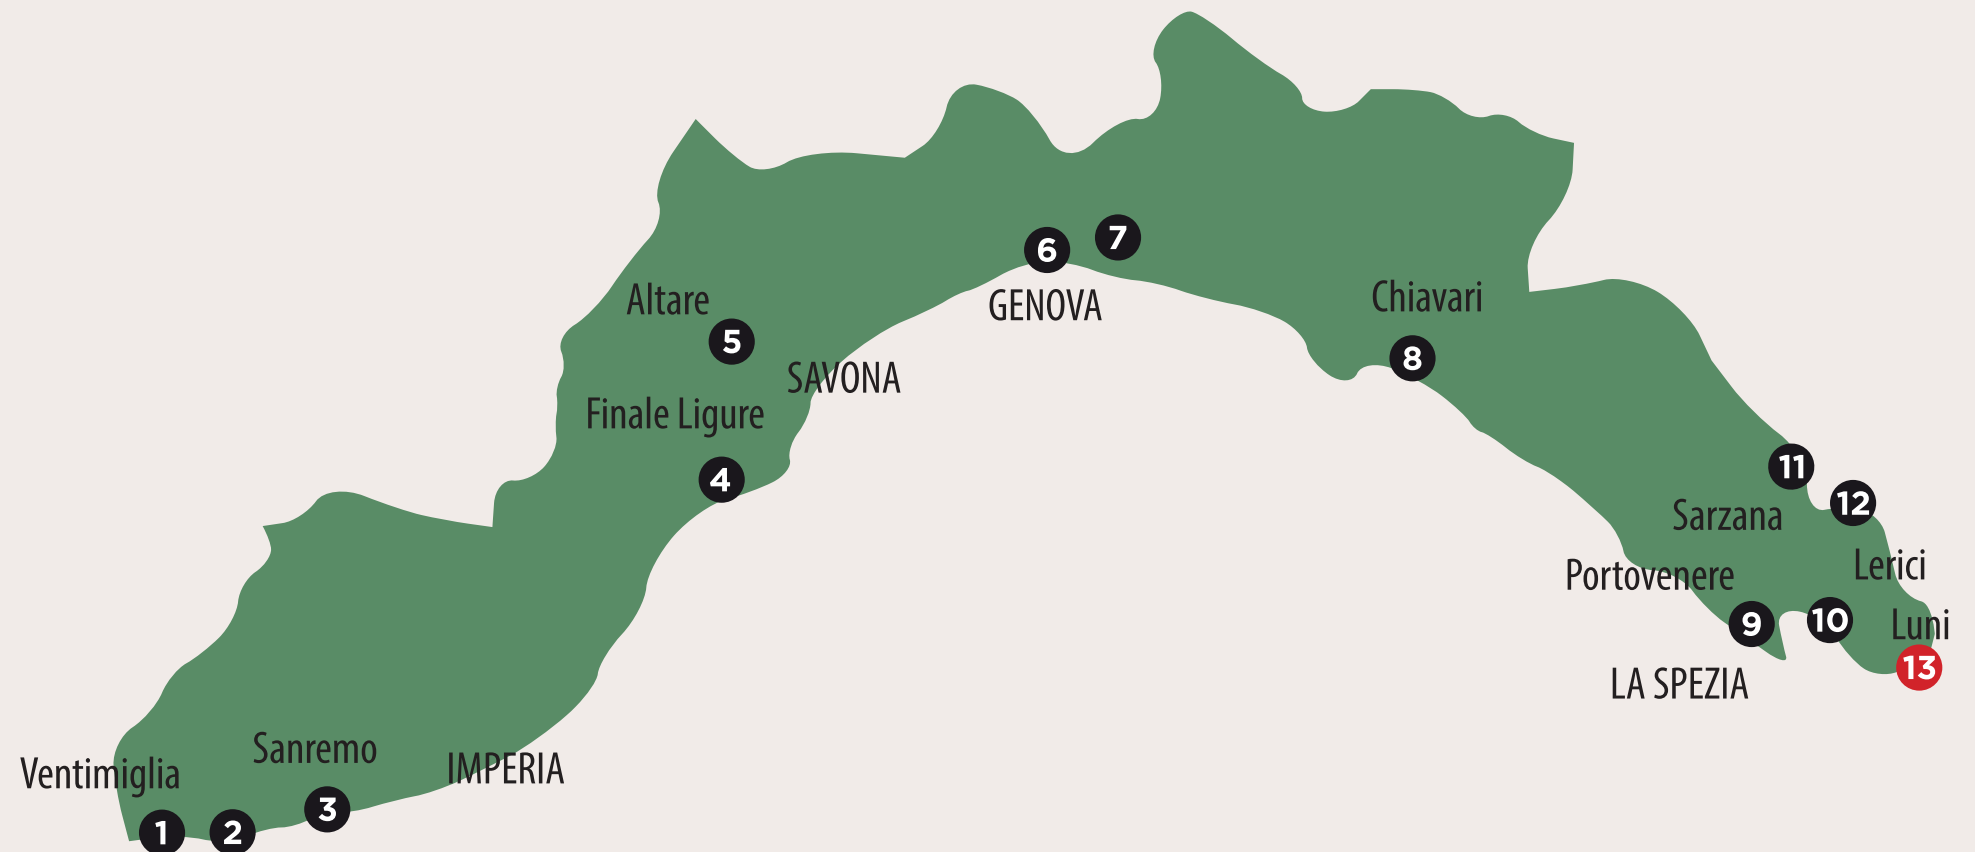 7
6
Altare
Chiavari
GENOVA
5
8
SAVONA
Finale Ligure
11
4
12
Sarzana
Lerici
Portovenere
9
10
Luni
13
LA SPEZIA
Sanremo
IMPERIA
Ventimiglia
3
1
2